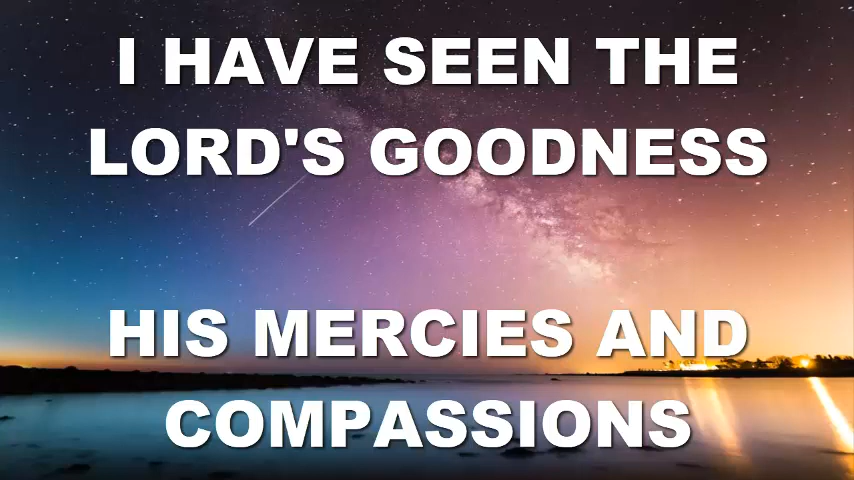 I HAVE SEEN THE
LORD'S GOODNESS
HIS MERCIES AND
COMPASSIONS